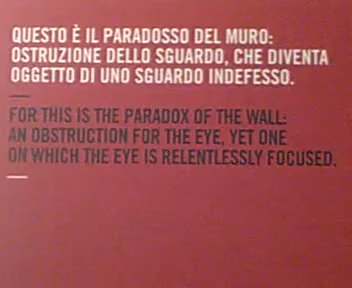 QUESTO È IL PARADOSSO DEL MURO:
OSTRUZIONE DELLO SGUARDO, CHE DIVENTA
OGGETTO DI UNO SGUARDO INDEFESSO.
FOR THIS IS THE PARADOX OF THE WALL:
AN OBSTRUCTION FOR THE EYE, YET ONE
ON WHICH THE EYE IS RELENTLESSLY FOCUSED.